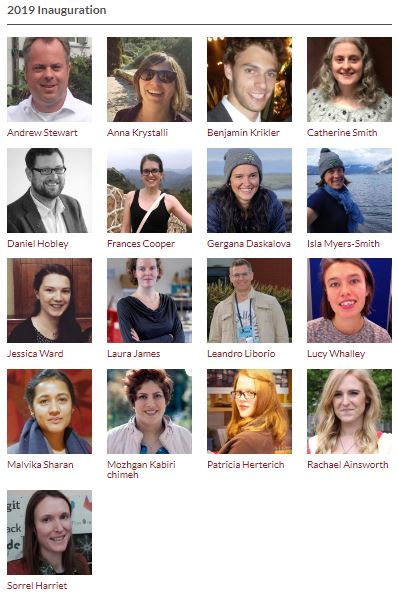 2019 Inauguration
Andrew Stewart
Anna Krystalli
Benjamin Krikler
Catherine Smith
Daniel Hobley
Frances Cooper
Gergana Daskalova
Isla Myers-Smith
Jessica Ward
Laura James
Leandro Liborio
Lucy Whalley
Malvika Sharan
Mozhgan Kabiri
chimeh
Patricia Herterich
Rachael Ainsworth
git
Sorrel Harriet